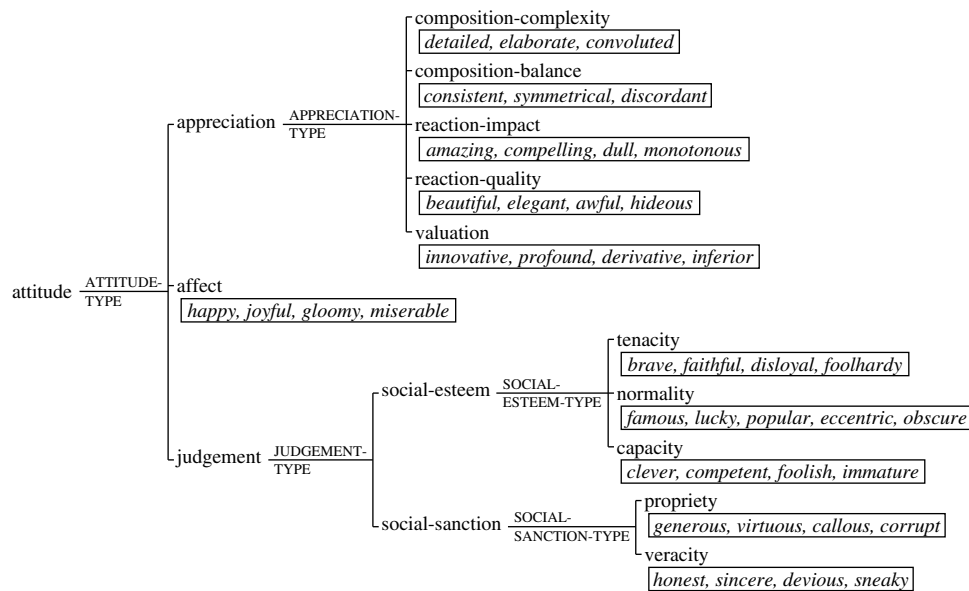 composition-complexity
detailed, elaborate, convoluted
composition-balance
consistent, symmetrical, discordant
appreciation
APPRECIATION-
TYPE
reaction-impact
amazing, compelling, dull, monotonous
reaction-quality
beautiful, elegant, awful, hideous
valuation
innovative, profound, derivative, inferior
attitude
ATTITUDE-
TYPE
affect
happy, joyful, gloomy, miserable
judgement
JUDGEMENT-
TYPE
social-esteem
SOCIAL-
ESTEEM-TYPE
tenacity
brave, faithful, disloyal, foolhardy
normality
famous, lucky, popular, eccentric, obscure
capacity
clever, competent, foolish, immature
social-sanction
SOCIAL-
SANCTION-TYPE
propriety
generous, virtuous, callous, corrupt
veracity
honest, sincere, devious, sneaky